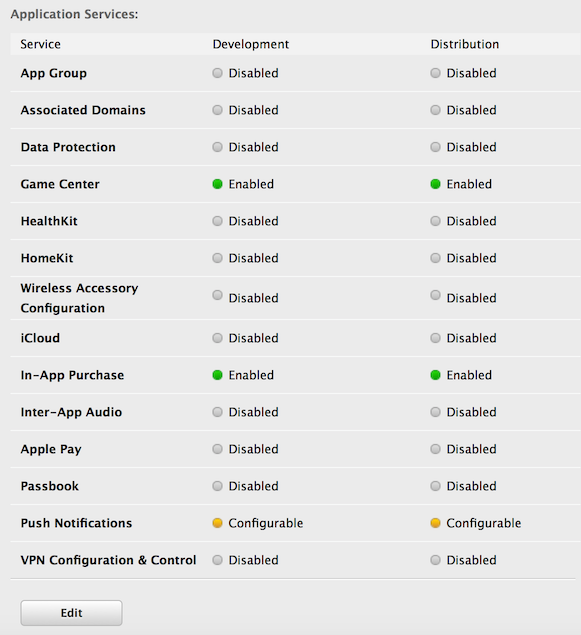 Application Services:
Service Development Distribution
App Group Disabled Disabled
Associated Domains Disabled Disabled
Data Protection Disabled Disabled
Game Center Enabled Enabled
HealthKit Disabled Disabled
HomeKit Disabled Disabled
Wireless Accessory
Configuration Disabled Disabled
iCloud Disabled Disabled
In-App Purchase Enabled Enabled
Inter-App Audio Disabled Disabled
Apple Pay Disabled Disabled
Passbook Disabled Disabled
Push Notifications Configurable Configurable
VPN Configuration & Control Disabled Disabled
Edit